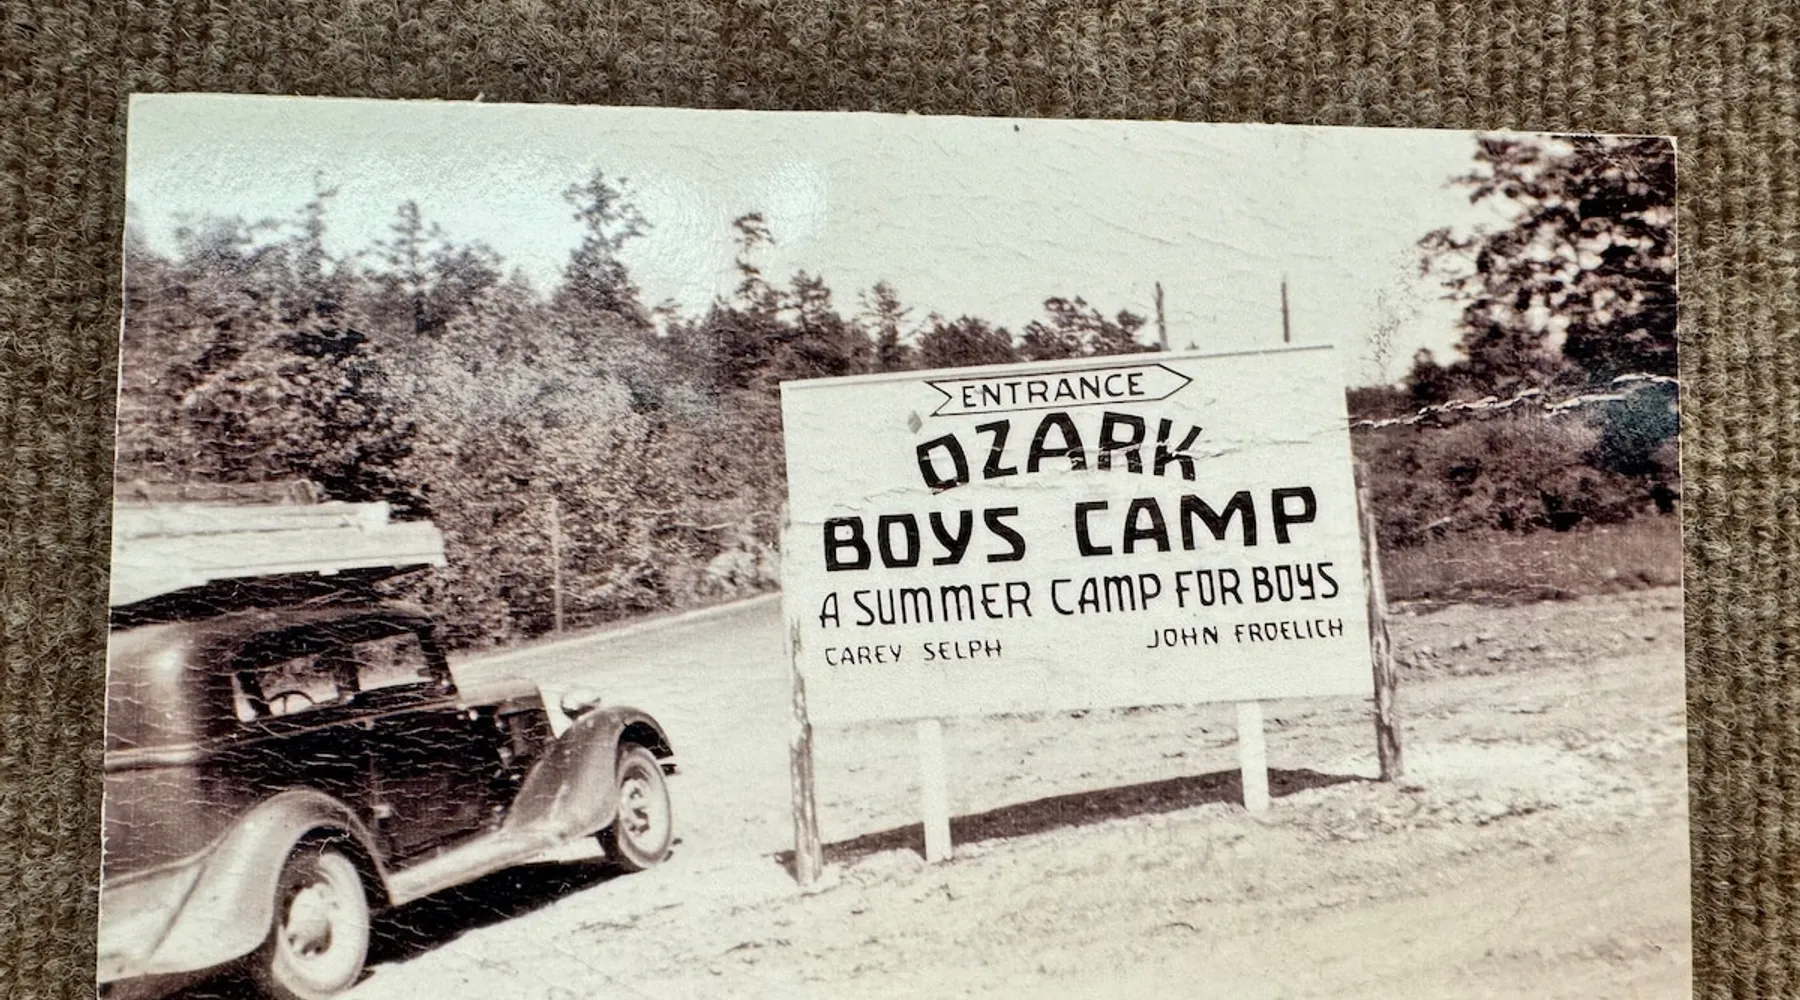 ENTRANCE
OZARK
BOYS CAMP
A SUMMER CAMP FOR BOYS
CAREY SELPH JOHN FROELICH